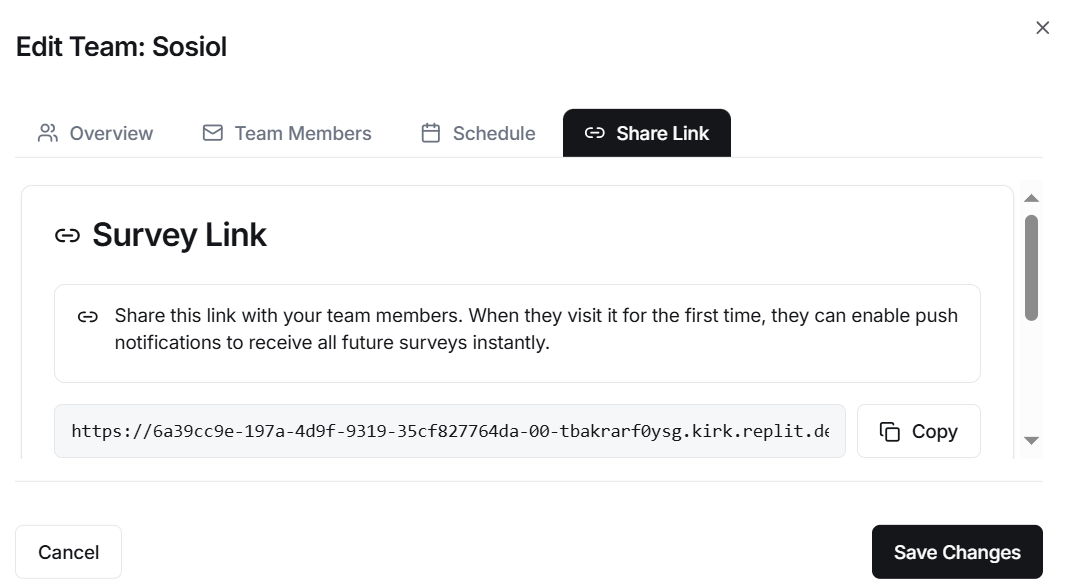 Edit Team: Sosiol
Overview
Team Members
Schedule
Share Link
Survey Link
Share this link with your team members. When they visit it for the first time, they can enable push
notifications to receive all future surveys instantly.
https://6a39cc9e-197a-4d9f-9319-35cf827764da-00-tbakrarf0ysg.kirk.replit.de
Copy
Cancel
Save Changes